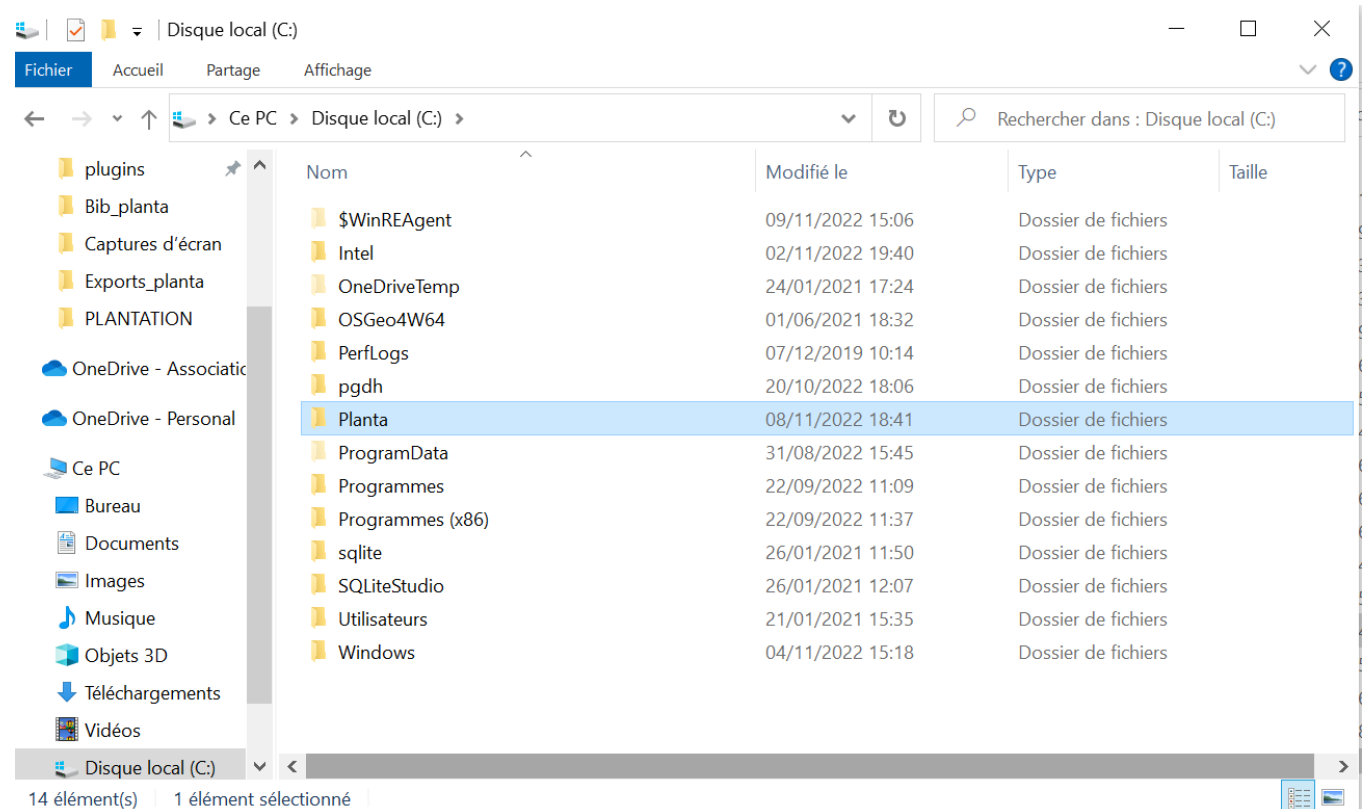 Disque local (C:)
Fichier Accueil Partage Affichage
Ce PC > Disque local (C:) >
Rechercher dans : Disque local (C:)
plugins
Bib_planta
Captures d'écran
Exports_planta
PLANTATION
OneDrive - Associatic
OneDrive - Personal
Ce PC
Bureau
Documents
Images
Musique
Objets 3D
Téléchargements
Vidéos
Disque local (C:)
Nom Modifié le Type Taille
$WinREAgent 09/11/2022 15:06 Dossier de fichiers
Intel 02/11/2022 19:40 Dossier de fichiers
OneDriveTemp 24/01/2021 17:24 Dossier de fichiers
OSGeo4W64 01/06/2021 18:32 Dossier de fichiers
PerfLogs 07/12/2019 10:14 Dossier de fichiers
pgdh 20/10/2022 18:06 Dossier de fichiers
Planta 08/11/2022 18:41 Dossier de fichiers
ProgramData 31/08/2022 15:45 Dossier de fichiers
Programmes 22/09/2022 11:09 Dossier de fichiers
Programmes (x86) 22/09/2022 11:37 Dossier de fichiers
sqlite 26/01/2021 11:50 Dossier de fichiers
SQLiteStudio 26/01/2021 12:07 Dossier de fichiers
Utilisateurs 21/01/2021 15:35 Dossier de fichiers
Windows 04/11/2022 15:18 Dossier de fichiers
14 élément(s) 1 élément sélectionné